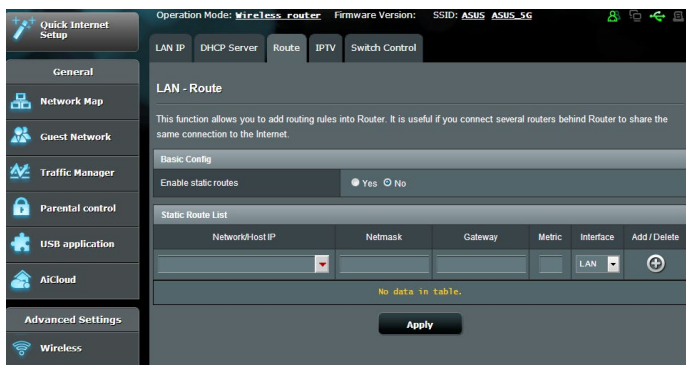 Quick Internet
Setup
Operation Mode: Wireless router Firmware Version: SSID: ASUS ASUS_5G
LAN IP DHCP Server Route IPTV Switch Control
General
Network Map
Guest Network
Traffic Manager
Parental control
USB application
AiCloud
Advanced Settings
Wireless
LAN - Route
This function allows you to add routing rules into Router. It is useful if you connect several routers behind Router to share the
same connection to the Internet.
Basic Config
Enable static routes Yes No
Static Route List
Network/Host IP Netmask Gateway Metric Interface Add / Delete
LAN
No data in table.
Apply